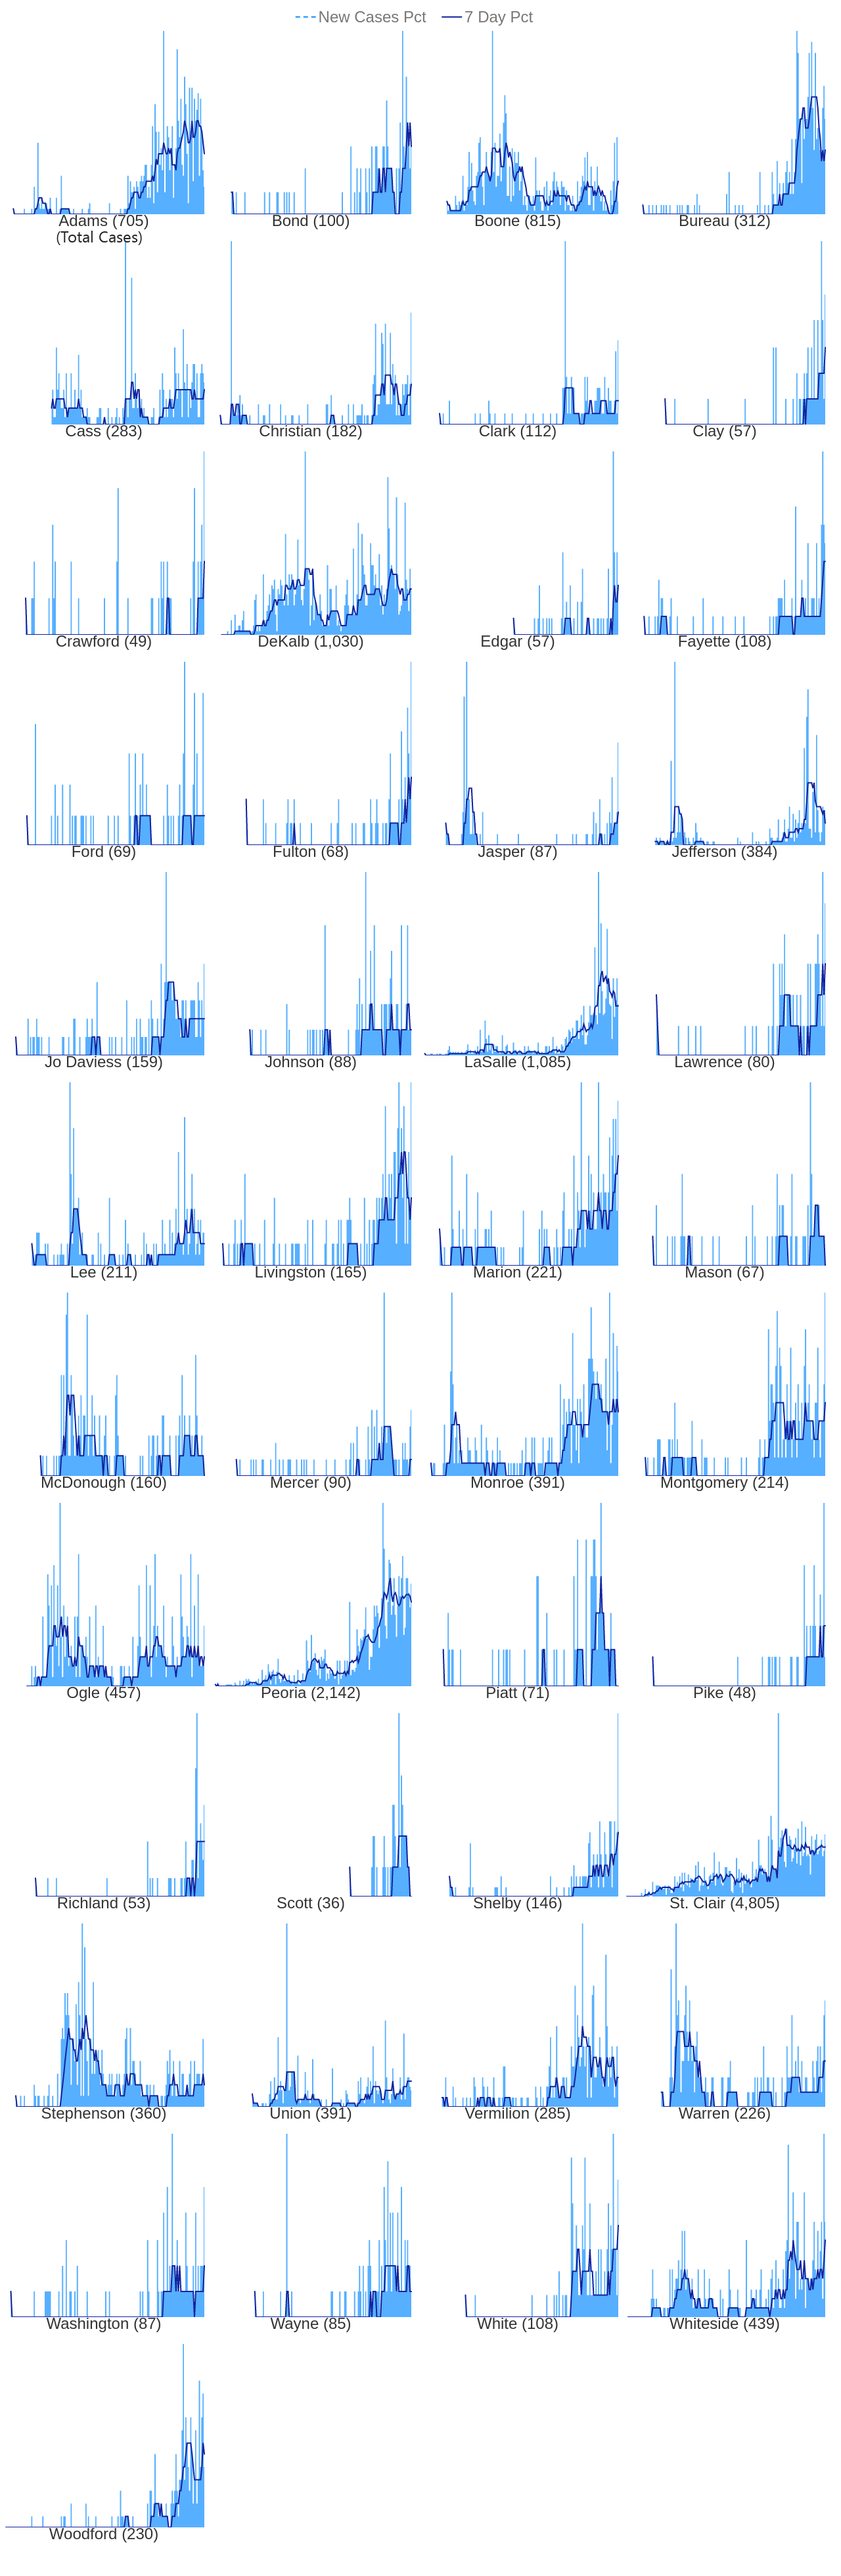 New Cases Pct 7 Day Pct
Adams (705) Bond (100) Boone (815) Bureau (312)
(Total Cases)
Cass (283) Christian (182) Clark (112) Clay (57)
Crawford (49) DeKalb (1,030) Edgar (57) Fayette (108)
Ford (69) Fulton (68) Jasper (87) Jefferson (384)
Jo Daviess (159) Johnson (88) LaSalle (1,085) Lawrence (80)
Lee (211) Livingston (165) Marion (221) Mason (67)
McDonough (160) Mercer (90) Monroe (391) Montgomery (214)
Ogle (457) Peoria (2,142) Piatt (71) Pike (48)
Richland (53) Scott (36) Shelby (146) St. Clair (4,805)
Stephenson (360) Union (391) Vermilion (285) Warren (226)
Washington (87) Wayne (85) White (108) Whiteside (439)
Woodford (230)